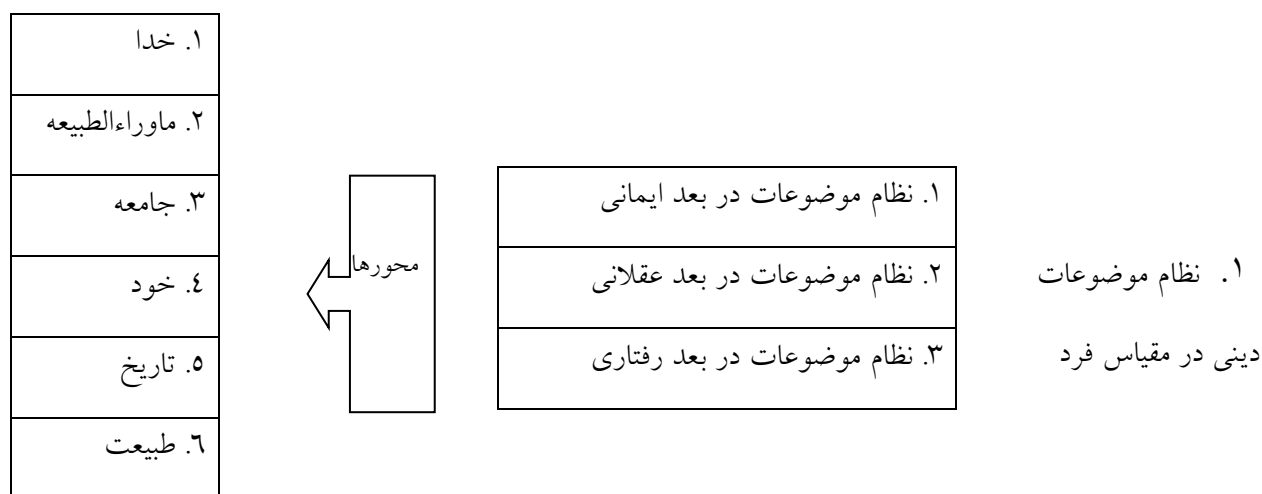 ۱. نظام موضوعات
دینی در مقیاس فرد
۱. نظام موضوعات در بعد ایمانی
۲. نظام موضوعات در بعد عقلانی
۳. نظام موضوعات در بعد رفتاری
محورها
۱. خدا
۲. ماوراءالطبیعه
۳. جامعه
٤. خود
٥. تاریخ
٦. طبیعت